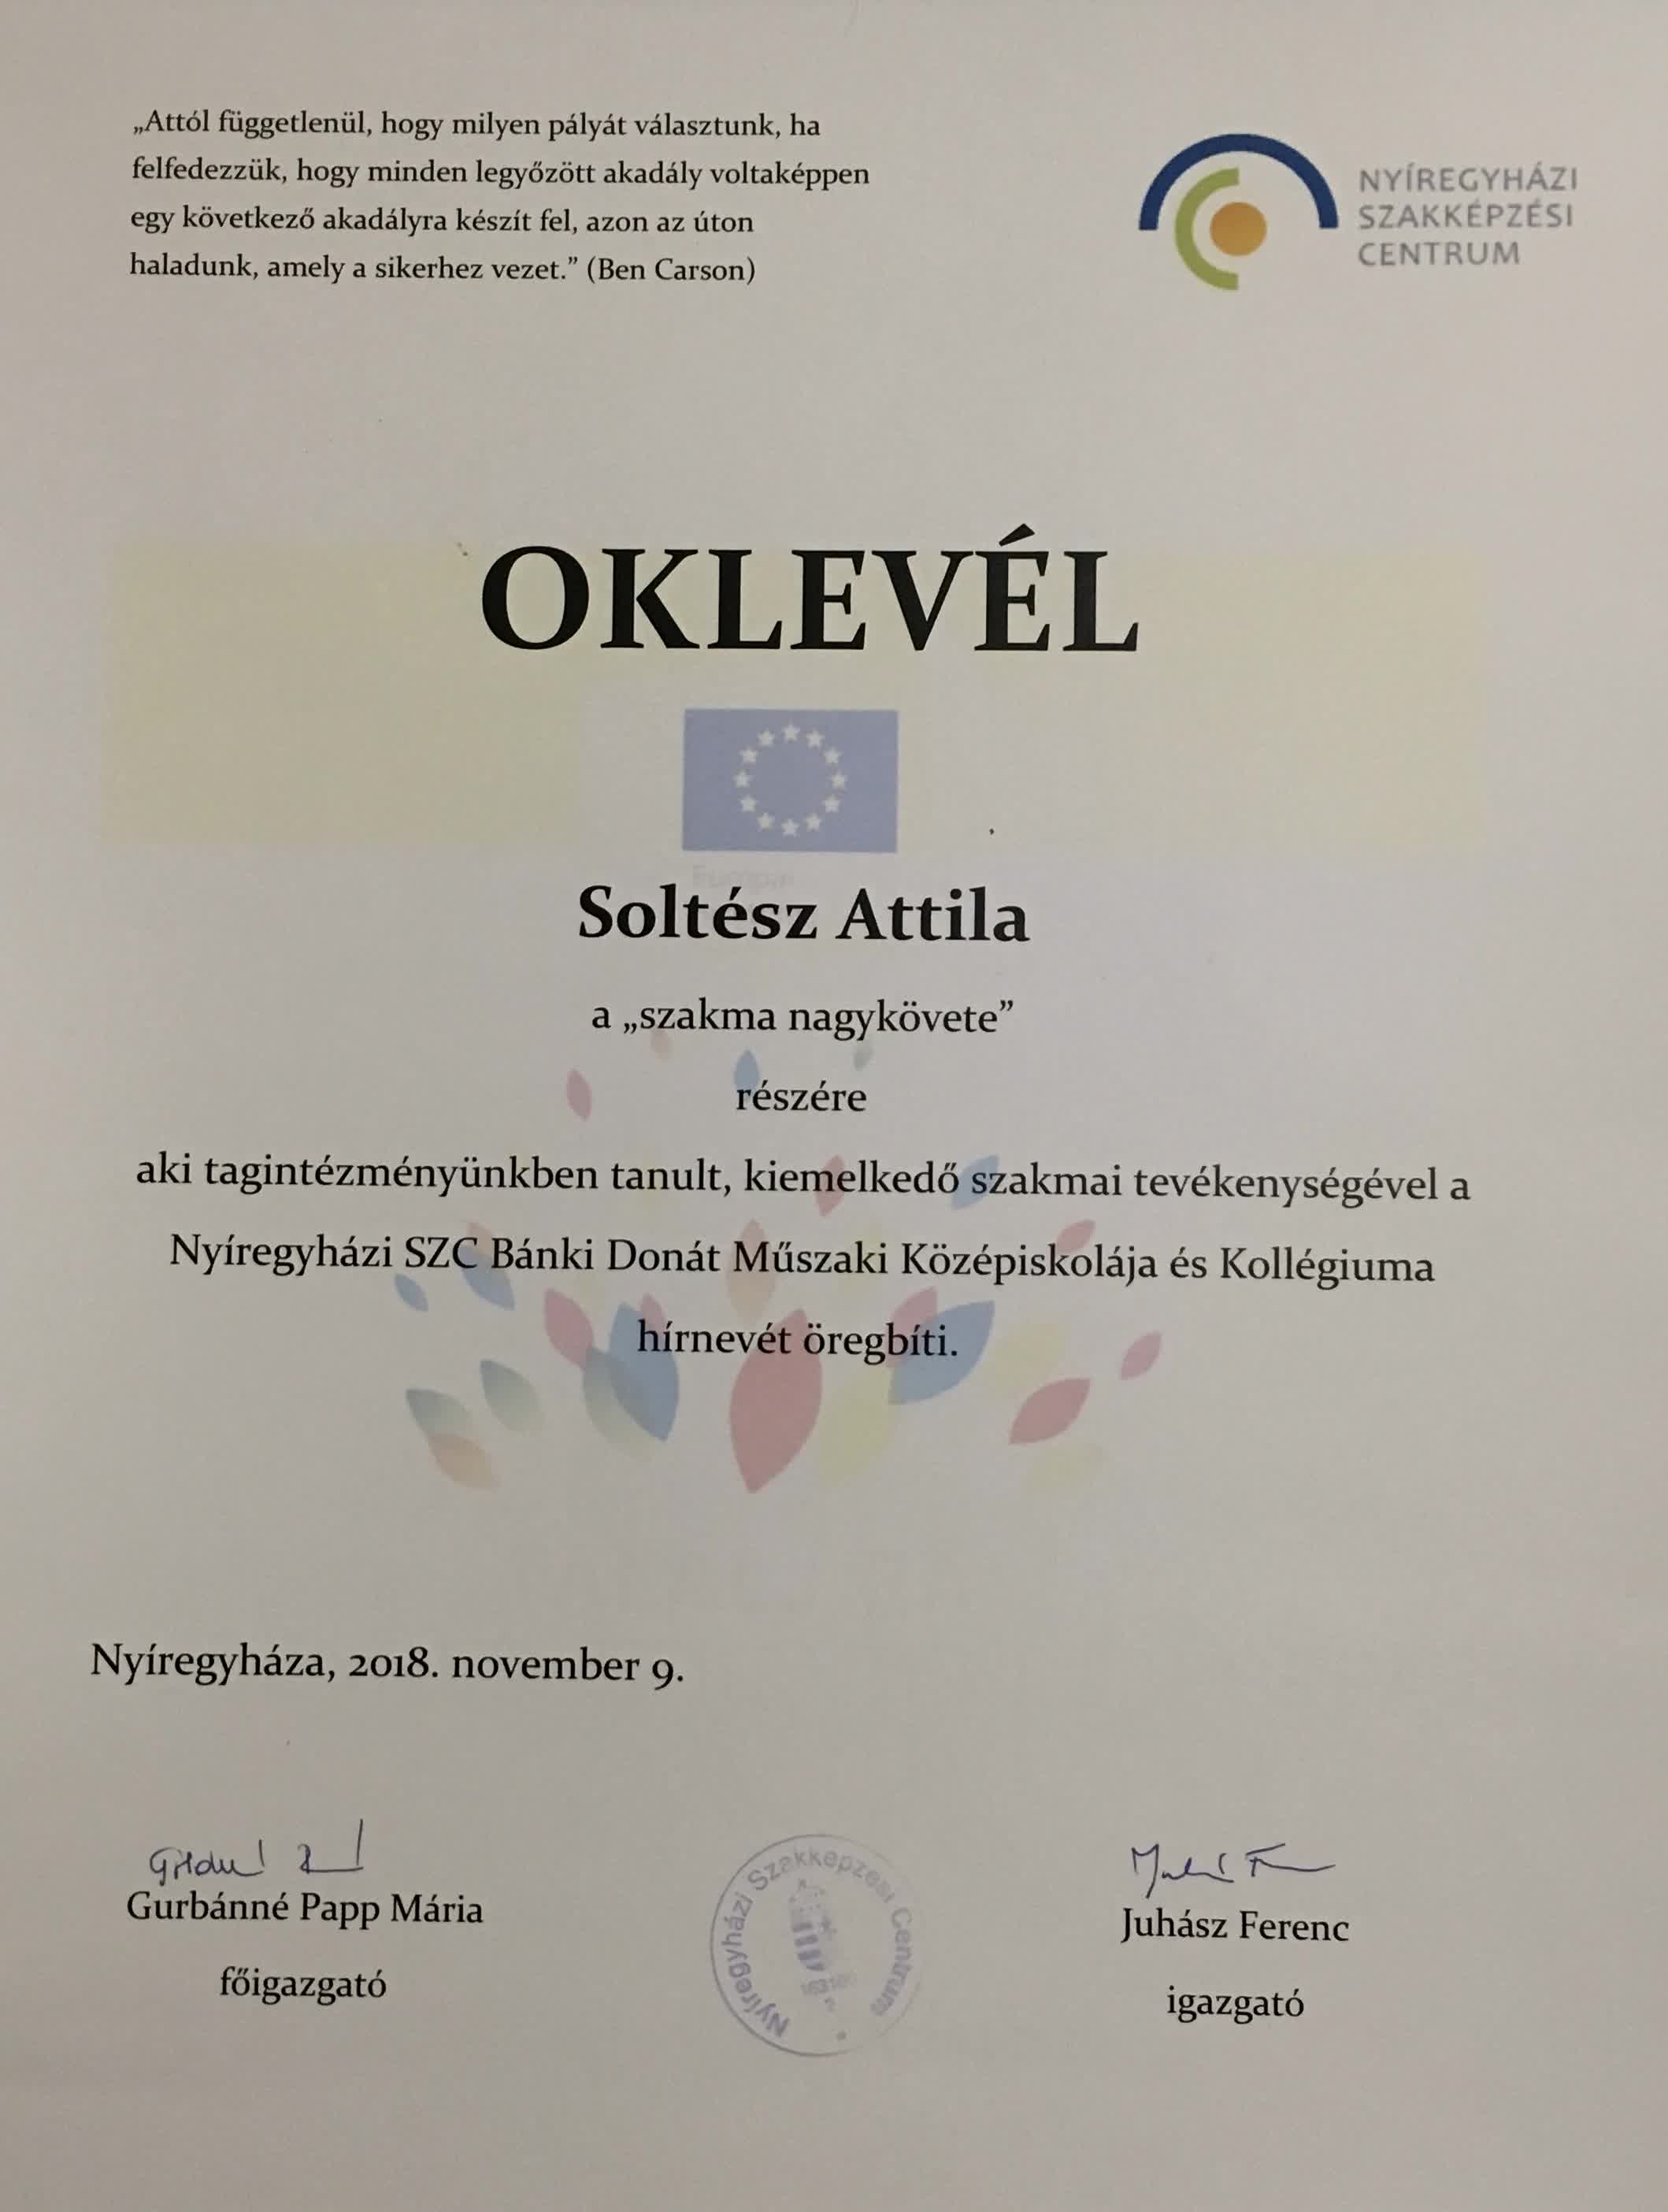 „Attól függetlenül, hogy milyen pályát választunk, ha
felfedezzük, hogy minden legyőzött akadály voltaképpen
egy következő akadályra készít fel, azon az úton
haladunk, amely a sikerhez vezet.” (Ben Carson)
NYÍREGYHÁZI
SZAKKÉPZÉSI
CENTRUM
OKLEVÉL
Soltész Attila
a „szakma nagykövete”
részére
aki tagintézményünkben tanult, kiemelkedő szakmai tevékenységével a
Nyíregyházi SZC Bánki Donát Műszaki Középiskolája és Kollégiuma
hírnevét öregbíti.
Nyíregyháza, 2018. november 9.
Gurbánné Papp Mária
főigazgató
Nyíregyházi Szakképzési Centrum
Juhász Ferenc
igazgató